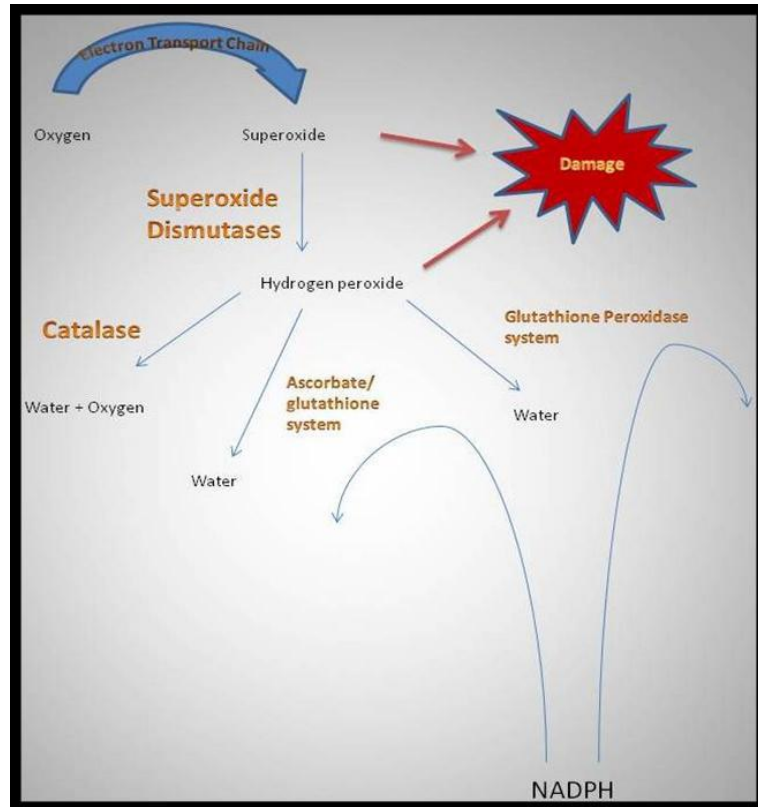 Electron Transport Chain
Oxygen
Superoxide
Damage
Superoxide
Dismutases
Hydrogen peroxide
Catalase
Glutathione Peroxidase
system
Water + Oxygen
Ascorbate/
glutathione
system
Water
Water
NADPH